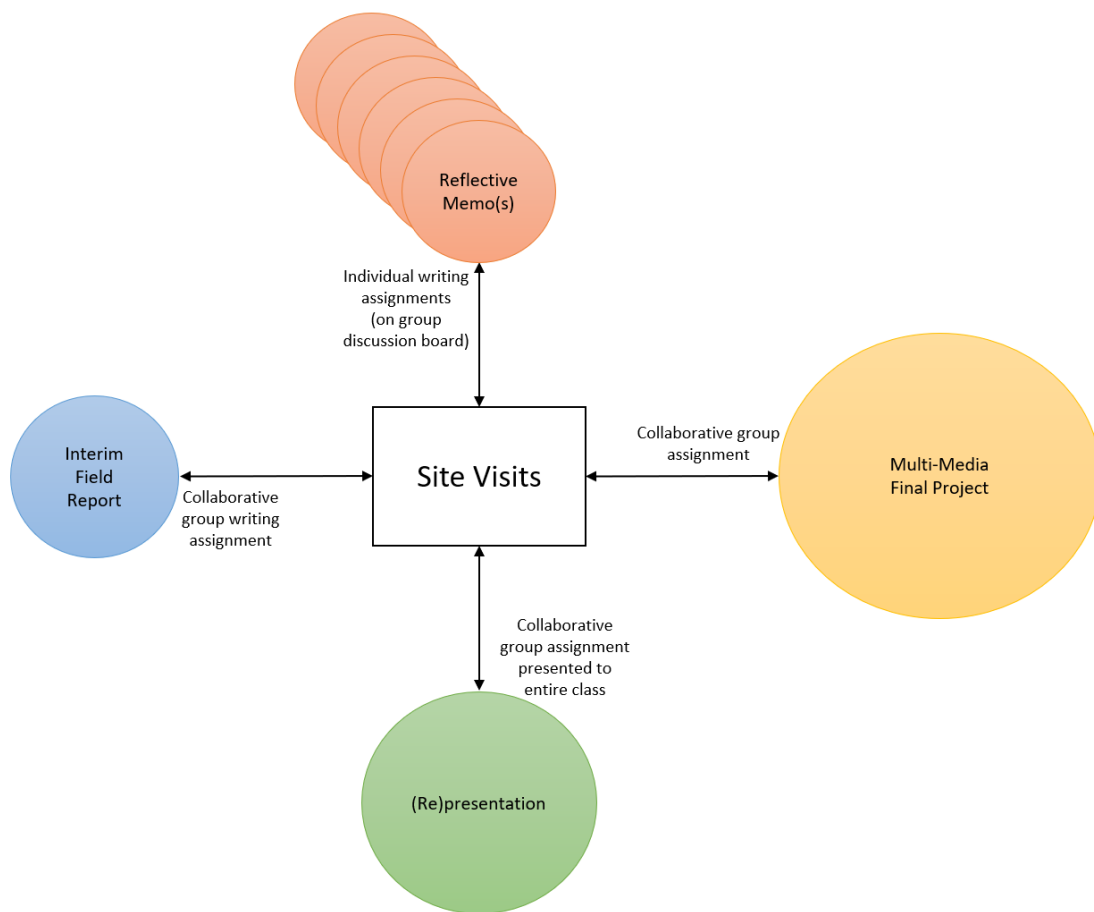 Reflective
Memo(s)
Individual writing
assignments
(on group
discussion board)
Interim
Field
Report
Collaborative
group writing
assignment
Site Visits
Collaborative group
assignment
Multi-Media
Final Project
Collaborative
group assignment
presented to
entire class
(Re)presentation